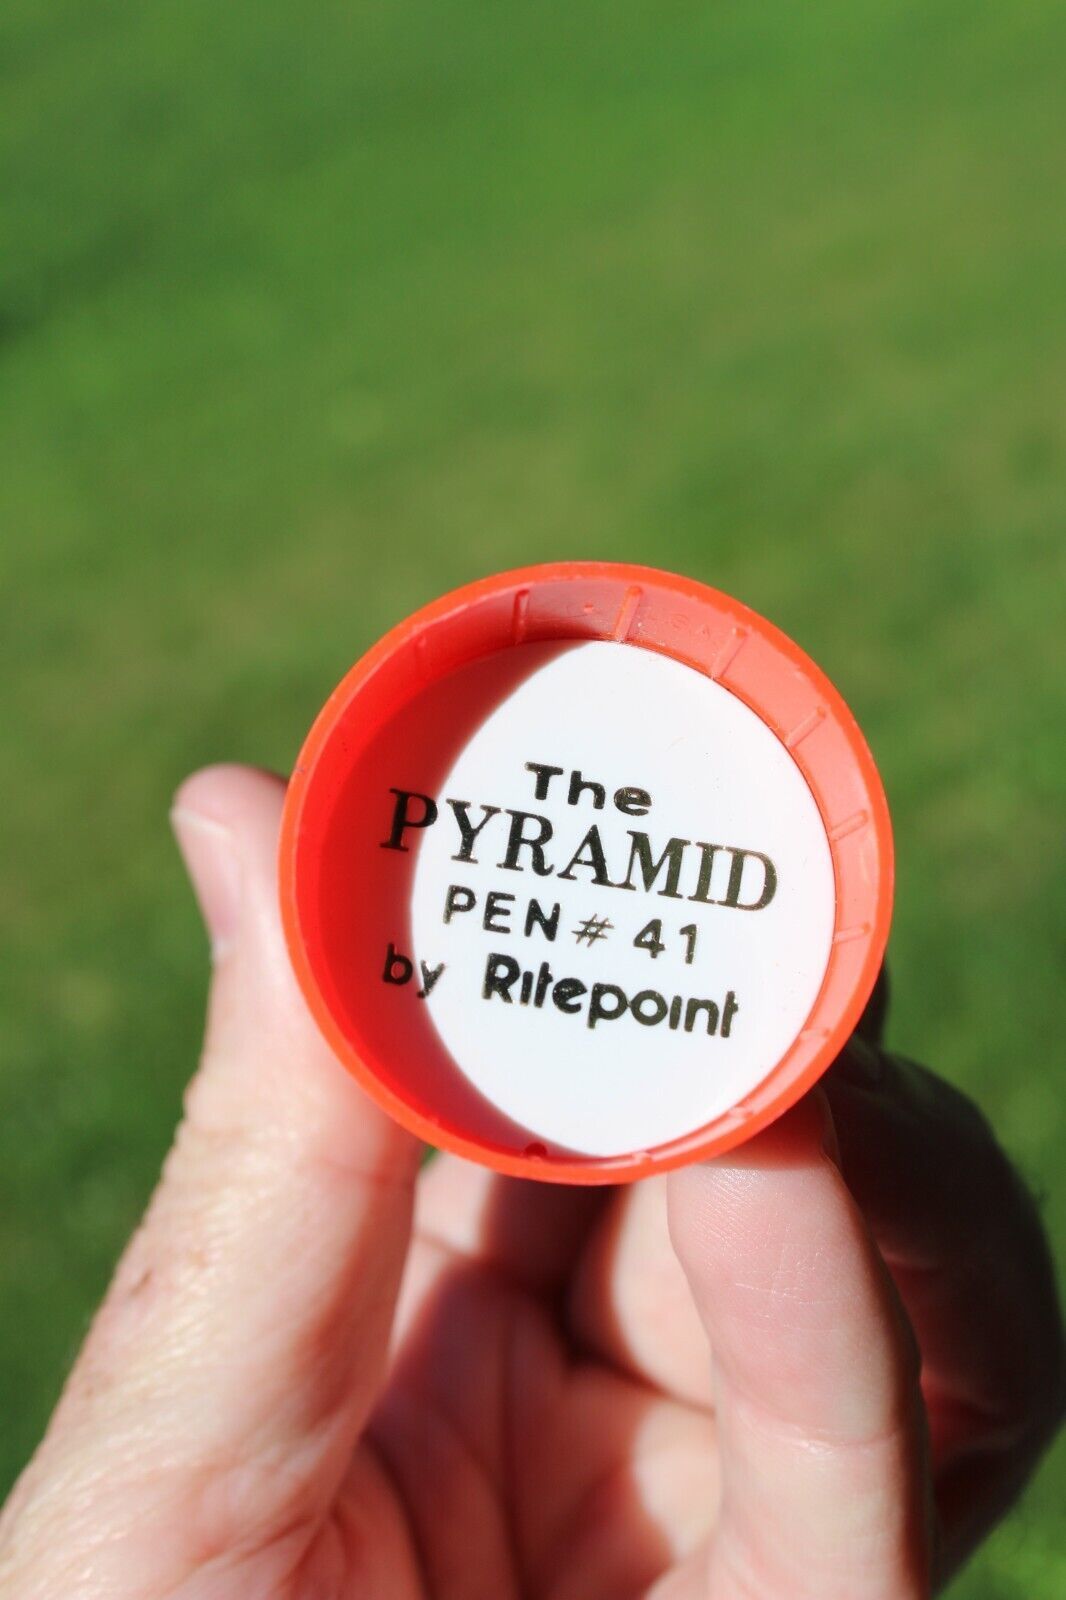 The
PYRAMID
PEN # 41
by Ritepoint